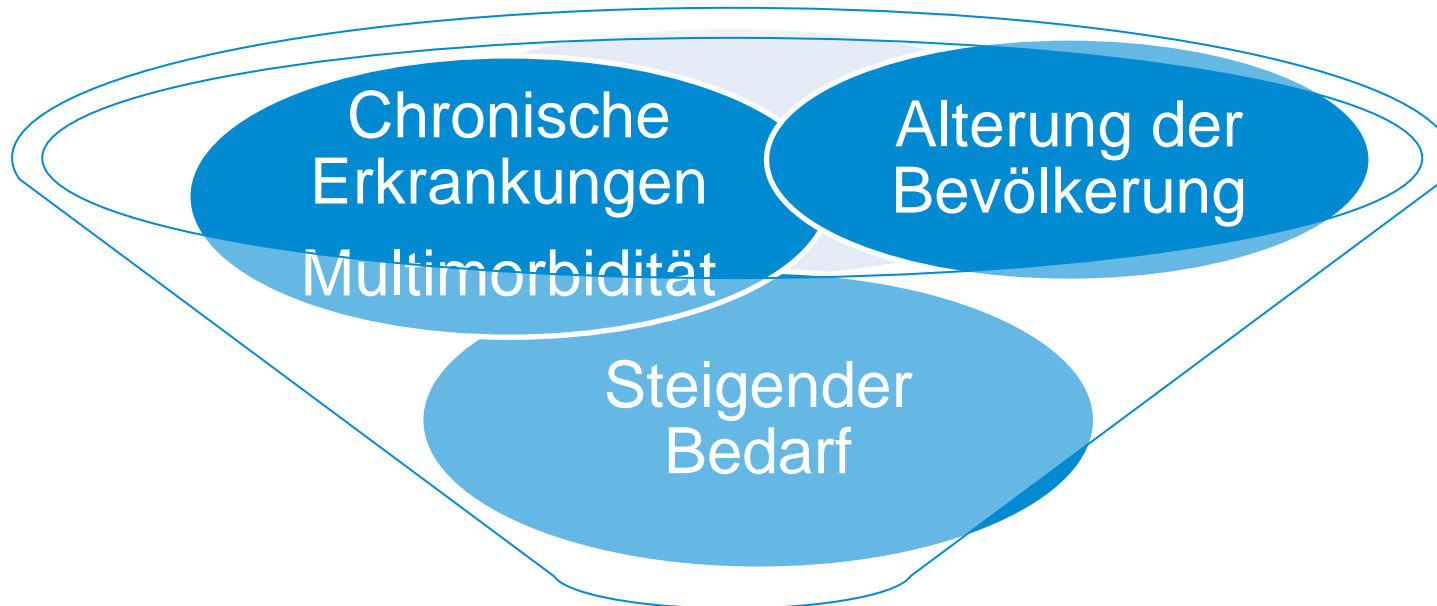 Chronische
Erkrankungen
Multimorbidität
Alterung der
Bevölkerung
Steigender
Bedarf